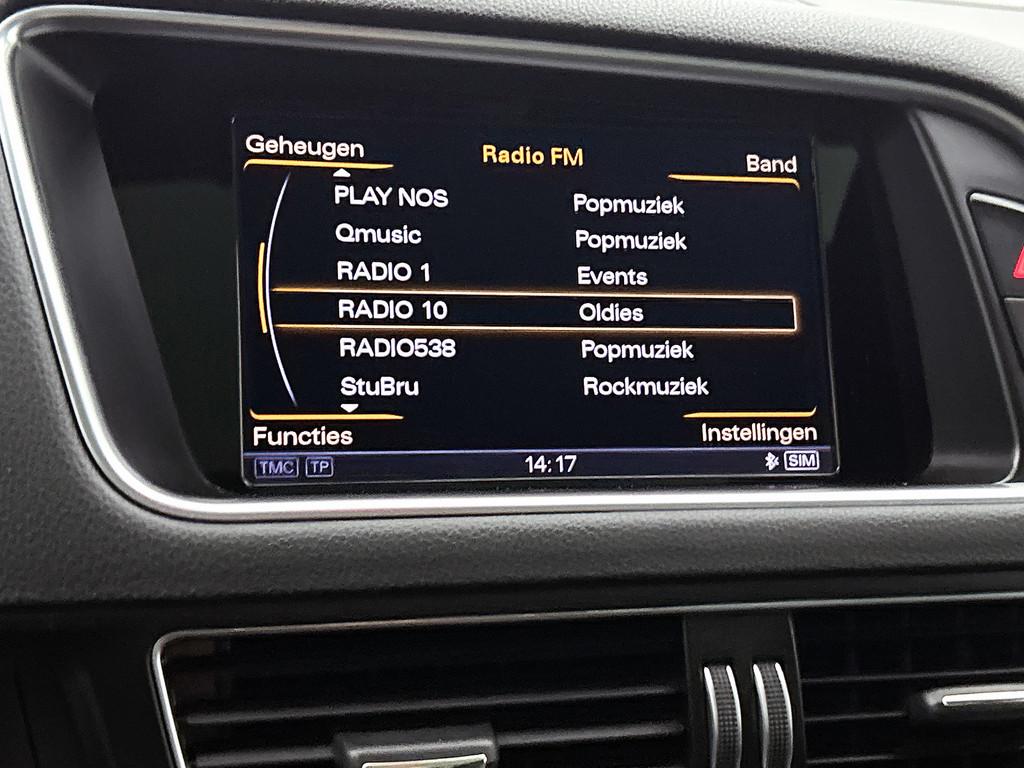 Geheugen Radio FM Band
PLAY NOS Popmuziek
Qmusic Popmuziek
RADIO 1 Events
RADIO 10 Oldies
RADIO538 Popmuziek
StuBru Rockmuziek
Functies Instellingen
TMC TP 14:17 SIM